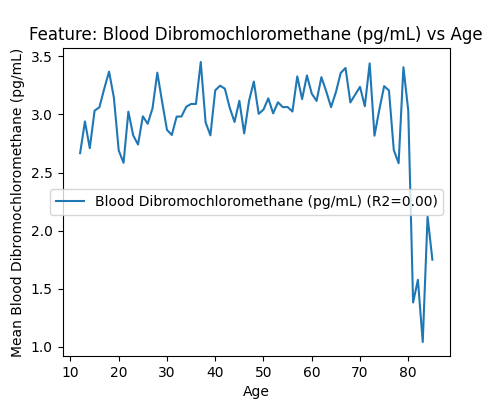 Feature: Blood Dibromochloromethane (pg/mL) vs Age
Mean Blood Dibromochloromethane (pg/mL)
3.5
3.0
2.5
2.0
1.5
1.0
Blood Dibromochloromethane (pg/mL) (R2=0.00)
10 20 30 40 50 60 70 80
Age